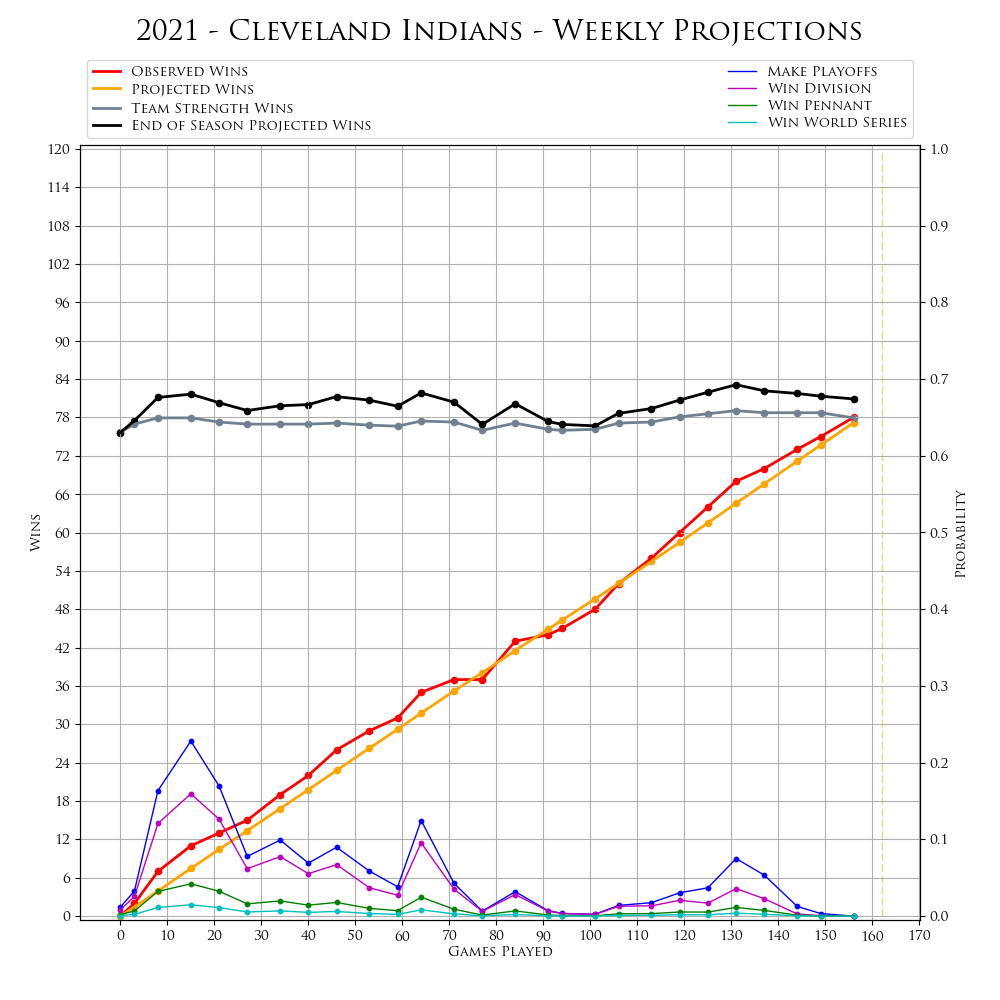 2021 - Cleveland Indians - Weekly Projections
Observed Wins
Projected Wins
Team Strength Wins
End of Season Projected Wins
Make Playoffs
Win Division
Win Pennant
Win World Series
120
114
108
102
96
90
84
78
72
66
60
54
48
42
36
30
24
18
12
6
0
Wins
1.0
0.9
0.8
0.7
0.6
0.5
0.4
0.3
0.2
0.1
0.0
Probability
0 10 20 30 40 50 60 70 80 90 100 110 120 130 140 150 160 170
Games Played